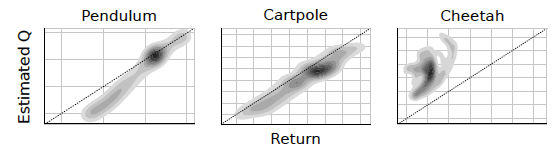 Pendulum
Cartpole
Cheetah
Estimated Q
Return